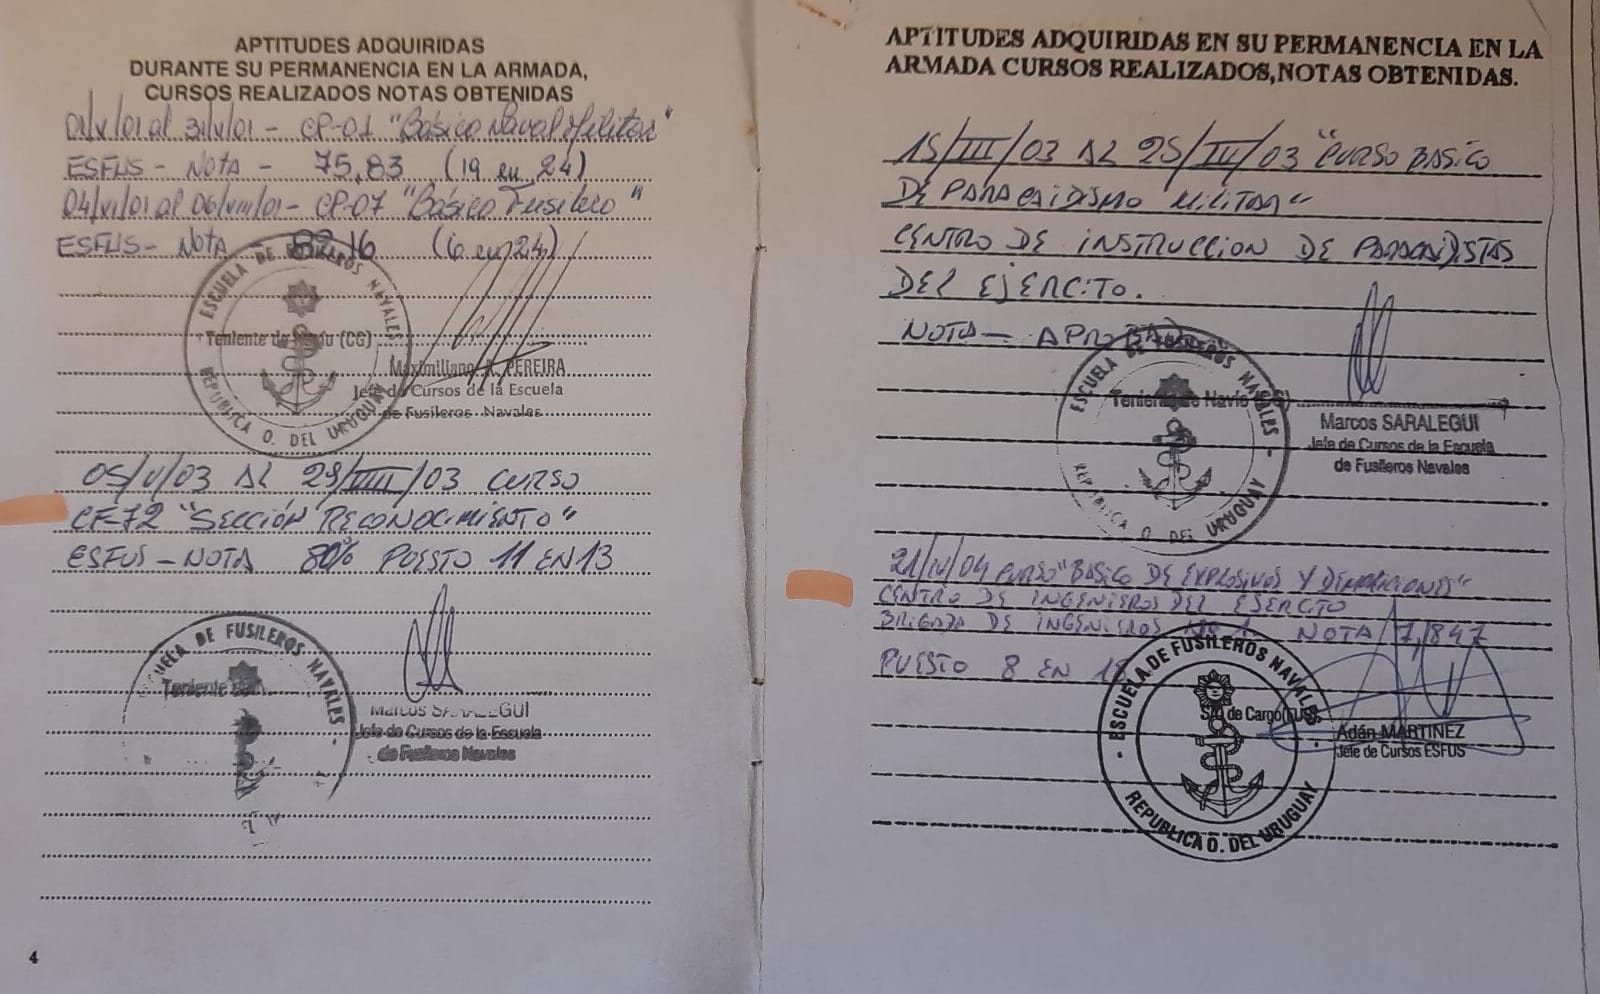 APTITUDES ADQUIRIDAS
DURANTE SU PERMANENCIA EN LA ARMADA,
CURSOS REALIZADOS NOTAS OBTENIDAS
01/V/01 al 31/V/01 - CP-01 "Básico Naval Militar"
ESFUS - Nota - 75,83 (19 en 24)
04/VI/01 al 06/VIII/01 - CP-07 "Básico Fusilero"
ESFUS - Nota - 82,16 (6 en 24)
ESCUELA DE FUSILEROS NAVALES
REPUBLICA O. DEL URUGUAY
Teniente de Navío (CG)
Maximiliano A. PEREIRA
Jefe de Cursos de la Escuela
de Fusileros Navales
05/V/03 AL 29/VIII/03 CURSO
CF-72 "SECCIÓN RECONOCIMIENTO"
ESFUS - NOTA 80% PUESTO 11 EN 13
ESCUELA DE FUSILEROS NAVALES
Teniente de
Marcos SARALEGUI
Jefe de Cursos de la Escuela
de Fusileros Navales
4
APTITUDES ADQUIRIDAS EN SU PERMANENCIA EN LA
ARMADA CURSOS REALIZADOS,NOTAS OBTENIDAS.
15/III/03 AL 25/IV/03 "CURSO BASICO
DE PARACAIDISMO MILITAR"
CENTRO DE INSTRUCCION DE PARACAIDISTAS
DEL EJERCITO.
NOTA - APROBADO
ESCUELA DE FUSILEROS NAVALES
REPUBLICA O. DEL URUGUAY
Teniente de Navío
Marcos SARALEGUI
Jefe de Cursos de la Escuela
de Fusileros Navales
21/IV/04 CURSO "BASICO DE EXPLOSIVOS Y DEMOLICIONES"
CENTRO DE INGENIEROS DEL EJERCITO
BRIGADA DE INGENIEROS No 1. NOTA 7,847
PUESTO 8 EN 18
ESCUELA DE FUSILEROS NAVALES
REPUBLICA O. DEL URUGUAY
de Cargo (FUS)
Adán MARTINEZ
Jefe de Cursos ESFUS